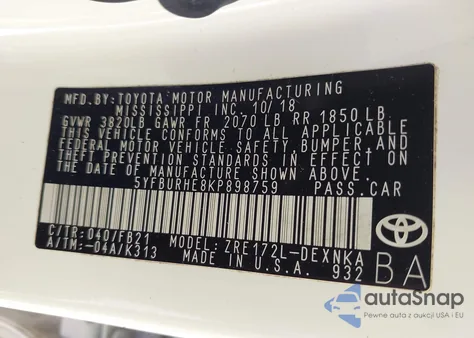 MFD.BY:TOYOTA MOTOR MANUFACTURING
MISSISSIPPI INC. 10/18
GVWR 3820LB GAWR FR 2070 LB RR 1850LB
THIS VEHICLE CONFORMS TO ALL APPLICABLE
FEDERAL MOTOR VEHICLE SAFETY, BUMPER, AND
THEFT PREVENTION STANDARDS IN EFFECT ON
THE DATE OF MANUFACTURE SHOWN ABOVE.
5YFBURHE8KP898759 PASS.CAR
C/TR:040/FB21 MODEL:ZRE172L-DEXNKA
A/TM:-04A/K313 MADE IN U.S.A. 932
TOYOTA
BA
autoSnap
Pewne auta z USA i EU